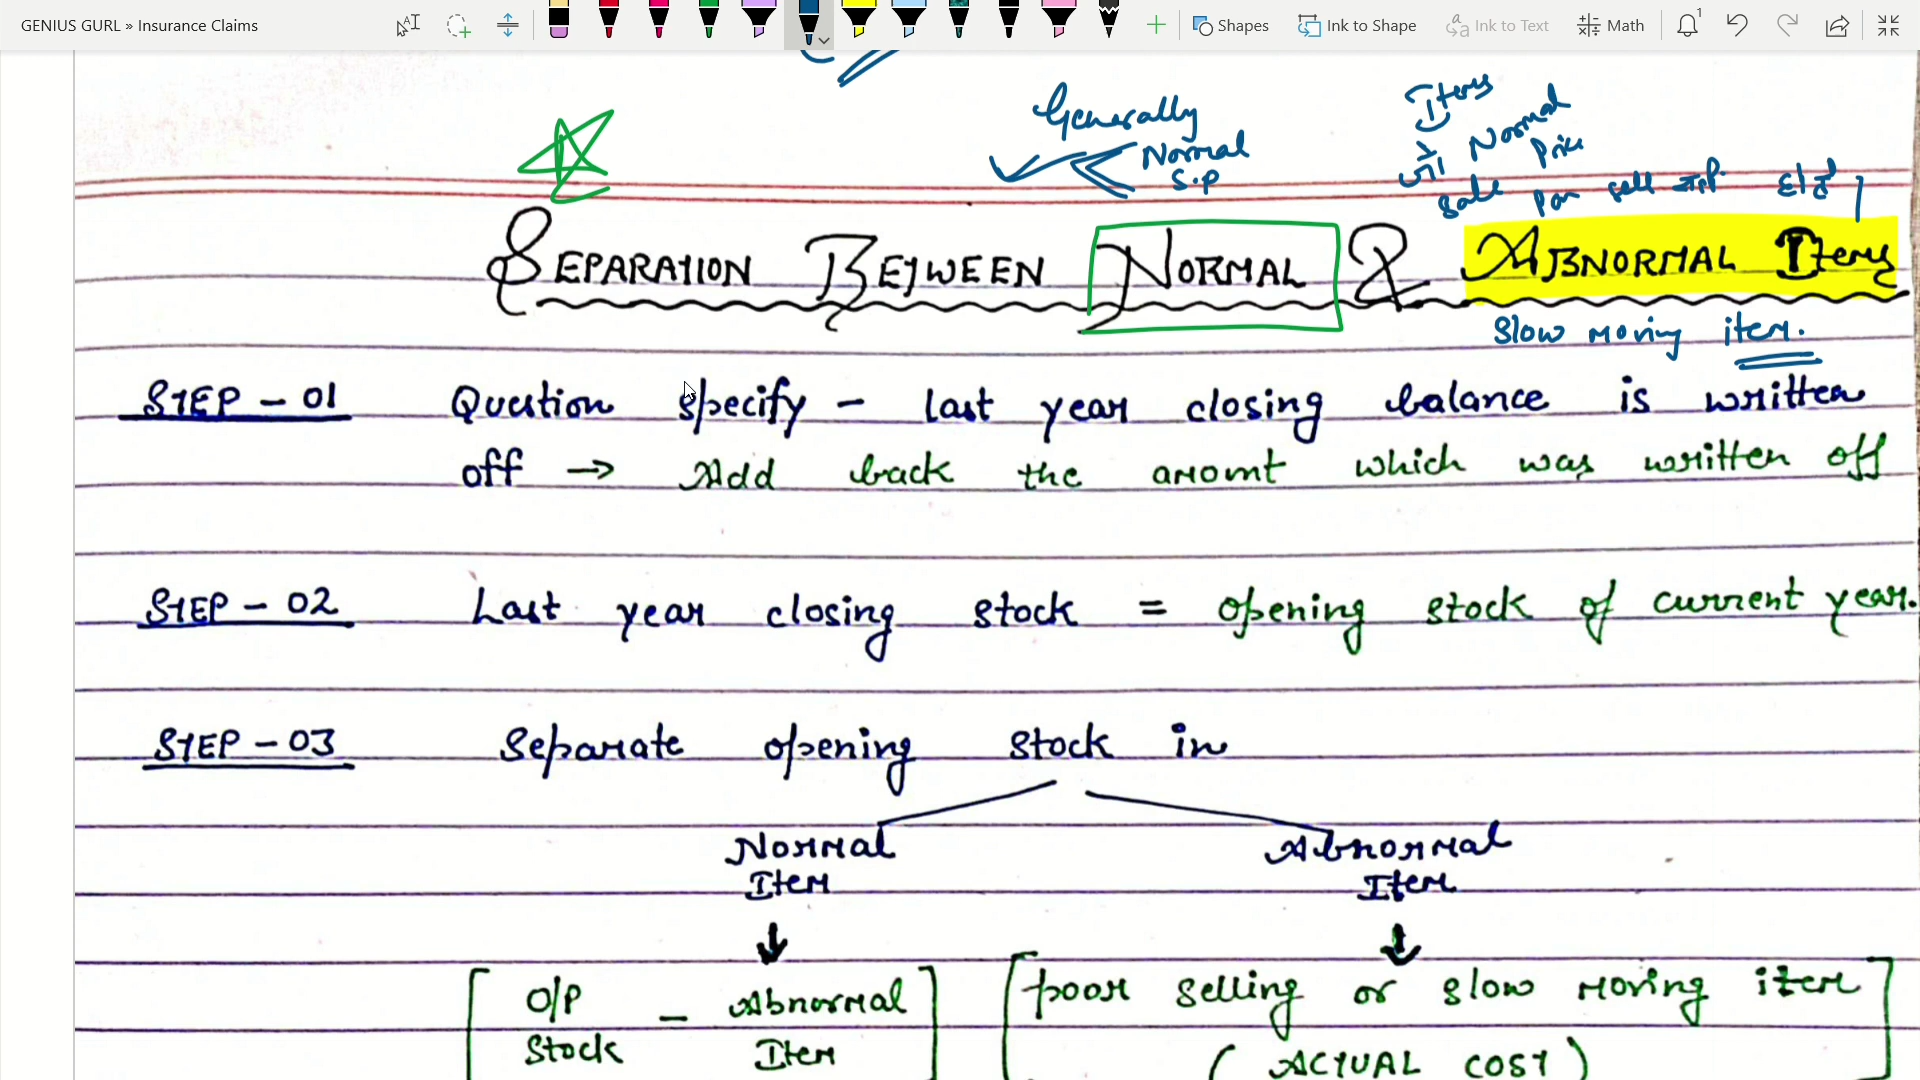 GENIUS GURL » Insurance Claims
Shapes
Ink to Shape
Ink to Text
Math
1
Generally
Normal
S.P
Items
Normal
Price
Sale par sell
SEPARATION BETWEEN NORMAL & ABNORMAL Items
Slow moving item.
STEP - 01 Question specify - last year closing balance is written
off → Add back the amount which was written off
STEP - 02 Last year closing stock = opening stock of current year.
STEP - 03 Separate opening stock in
Normal Item
Abnormal Item
O/P Stock - Abnormal Item
poor selling or slow moving item
(ACTUAL COST)